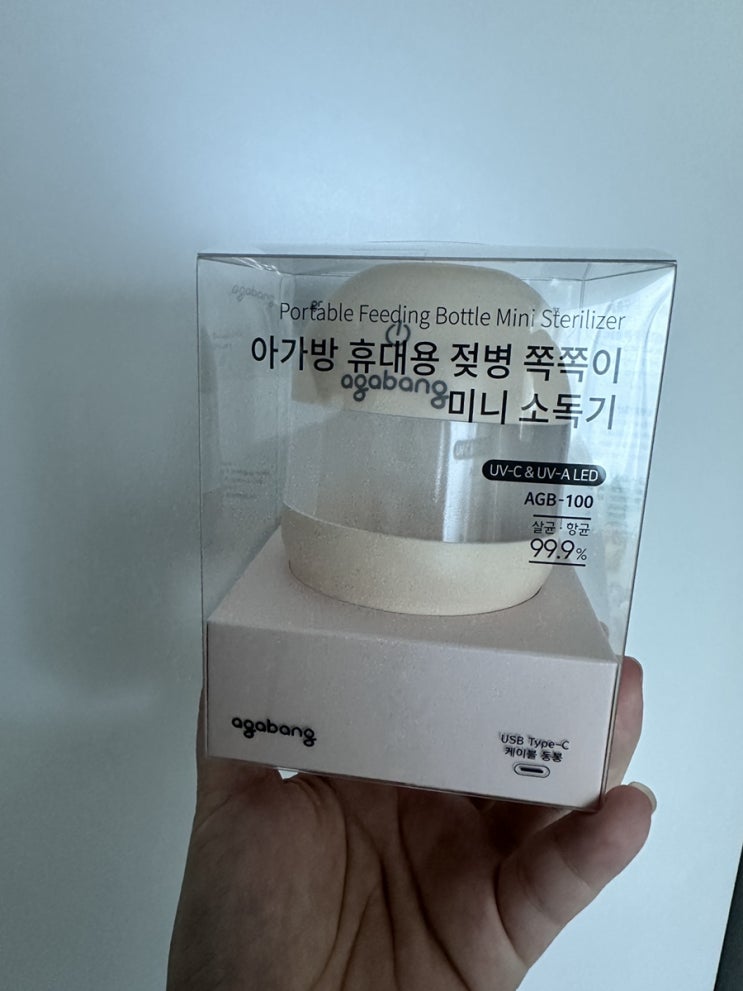 agabang
Portable Feeding Bottle Mini Sterilizer
아가방 휴대용 젖병 쪽쪽이
agabang
미니 소독기
UV-C & UV-A LED
AGB-100
살균 · 항균
99.9%
agabang
USB Type-C
케이블 동봉